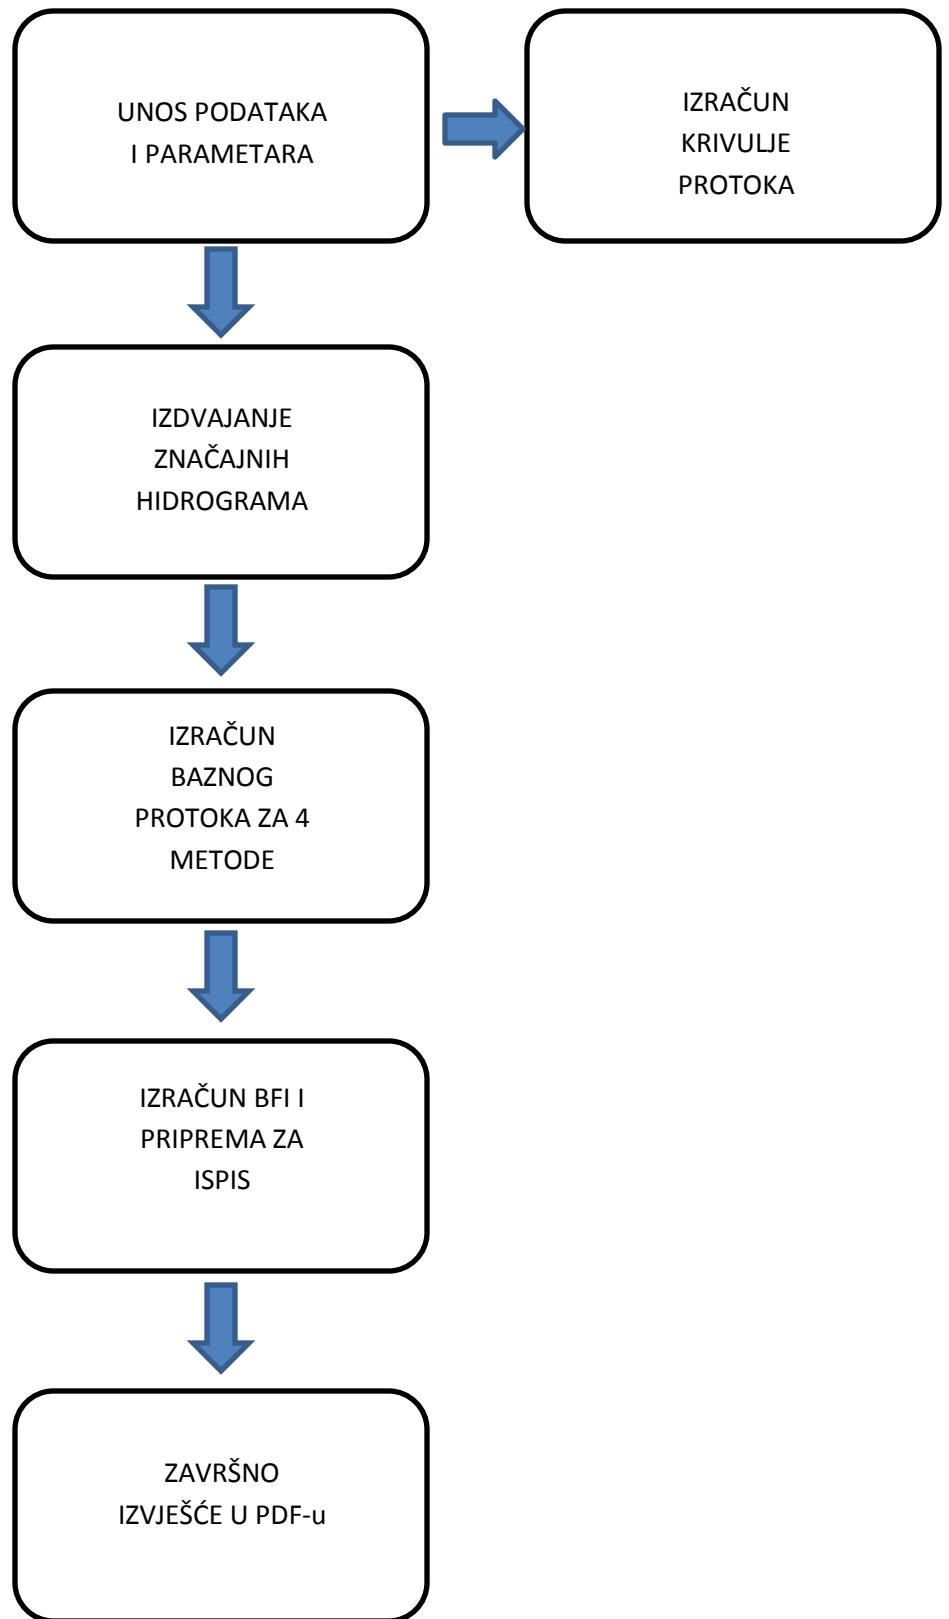 UNOS PODATAKA
I PARAMETARA
IZRAČUN
KRIVULJE
PROTOKA
IZDVAJANJE
ZNAČAJNIH
HIDROGRAMA
IZRAČUN
BAZNOG
PROTOKA ZA 4
METODE
IZRAČUN BFI I
PRIPREMA ZA
ISPIS
ZAVRŠNO
IZVJEŠĆE U PDF-u